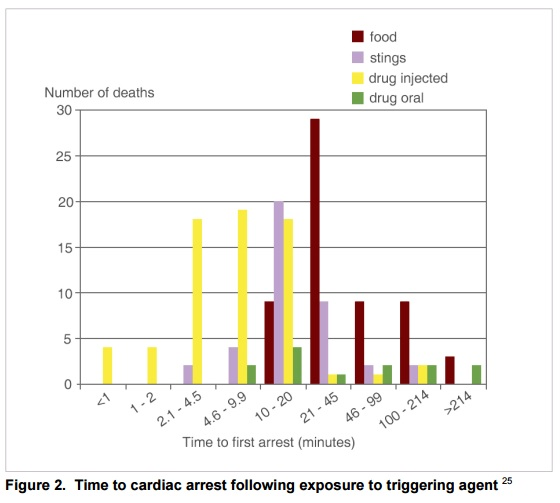 food
stings
drug injected
drug oral
Number of deaths
30
25
20
15
10
5
0
<1
1 - 2
2.1 - 4.5
4.6 - 9.9
10 - 20
21 - 45
46 - 99
100 - 214
>214
Time to first arrest (minutes)
Figure 2. Time to cardiac arrest following exposure to triggering agent 25